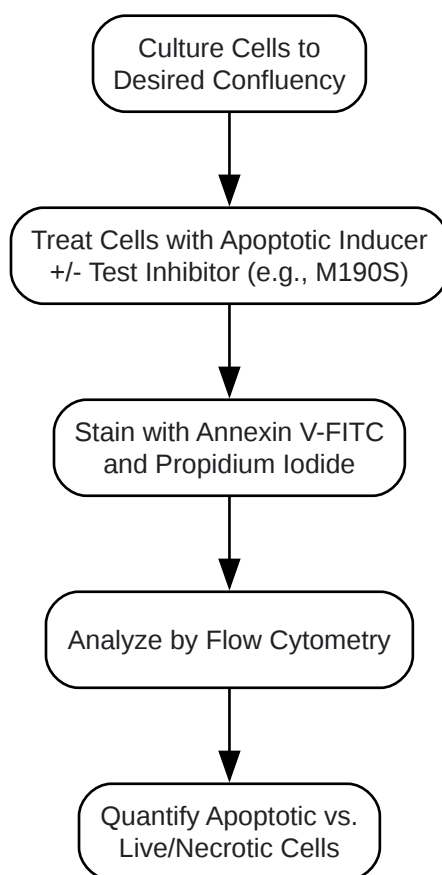 Culture Cells to
Desired Confluency
Treat Cells with Apoptotic Inducer
+/- Test Inhibitor (e.g., M190S)
Stain with Annexin V-FITC
and Propidium Iodide
Analyze by Flow Cytometry
Quantify Apoptotic vs.
Live/Necrotic Cells